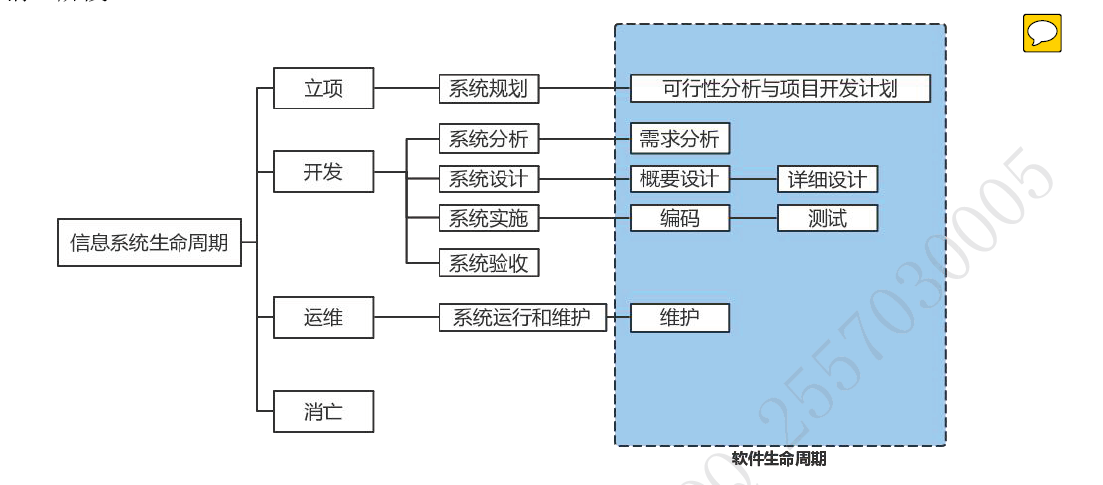 立项
系统规划
可行性分析与项目开发计划
开发
系统分析
需求分析
系统设计
概要设计
详细设计
系统实施
编码
测试
系统验收
信息系统生命周期
运维
系统运行和维护
维护
消亡
软件生命周期
2557030005